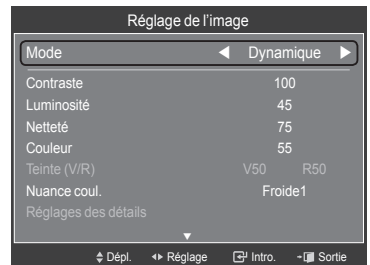 Réglage de l'image
Mode Dynamique
Contraste 100
Luminosité 45
Netteté 75
Couleur 55
Teinte (V/R) V50 R50
Nuance coul. Froide1
Réglages des détails
Dépl. Réglage Intro. Sortie